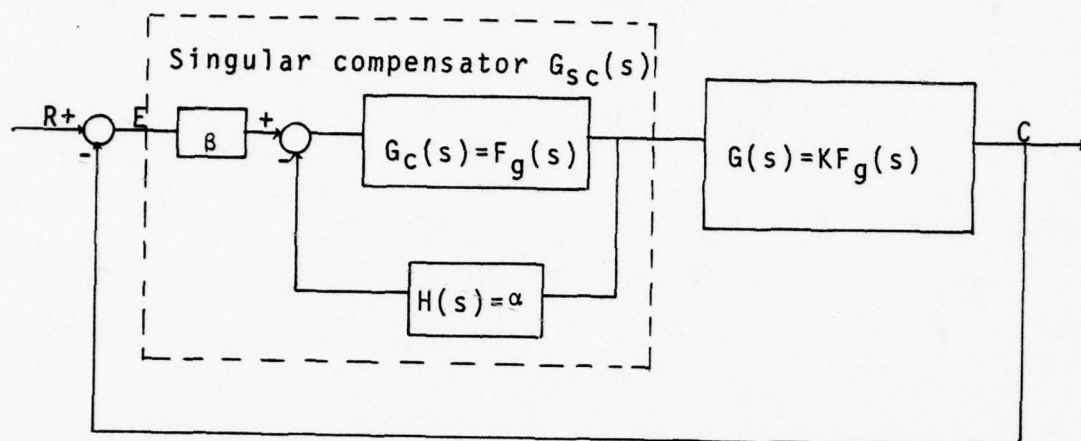 Singular compensator G_sc(s)
R+
E
β
+
G_c(s)=F_g(s)
G(s)=KF_g(s)
C
-
-
H(s)=α